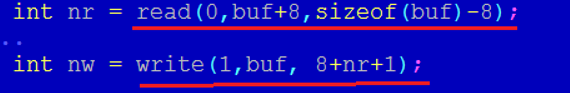 int nr = read(0,buf+8,sizeof(buf)-8);
int nw = write(1,buf, 8+nr+1);